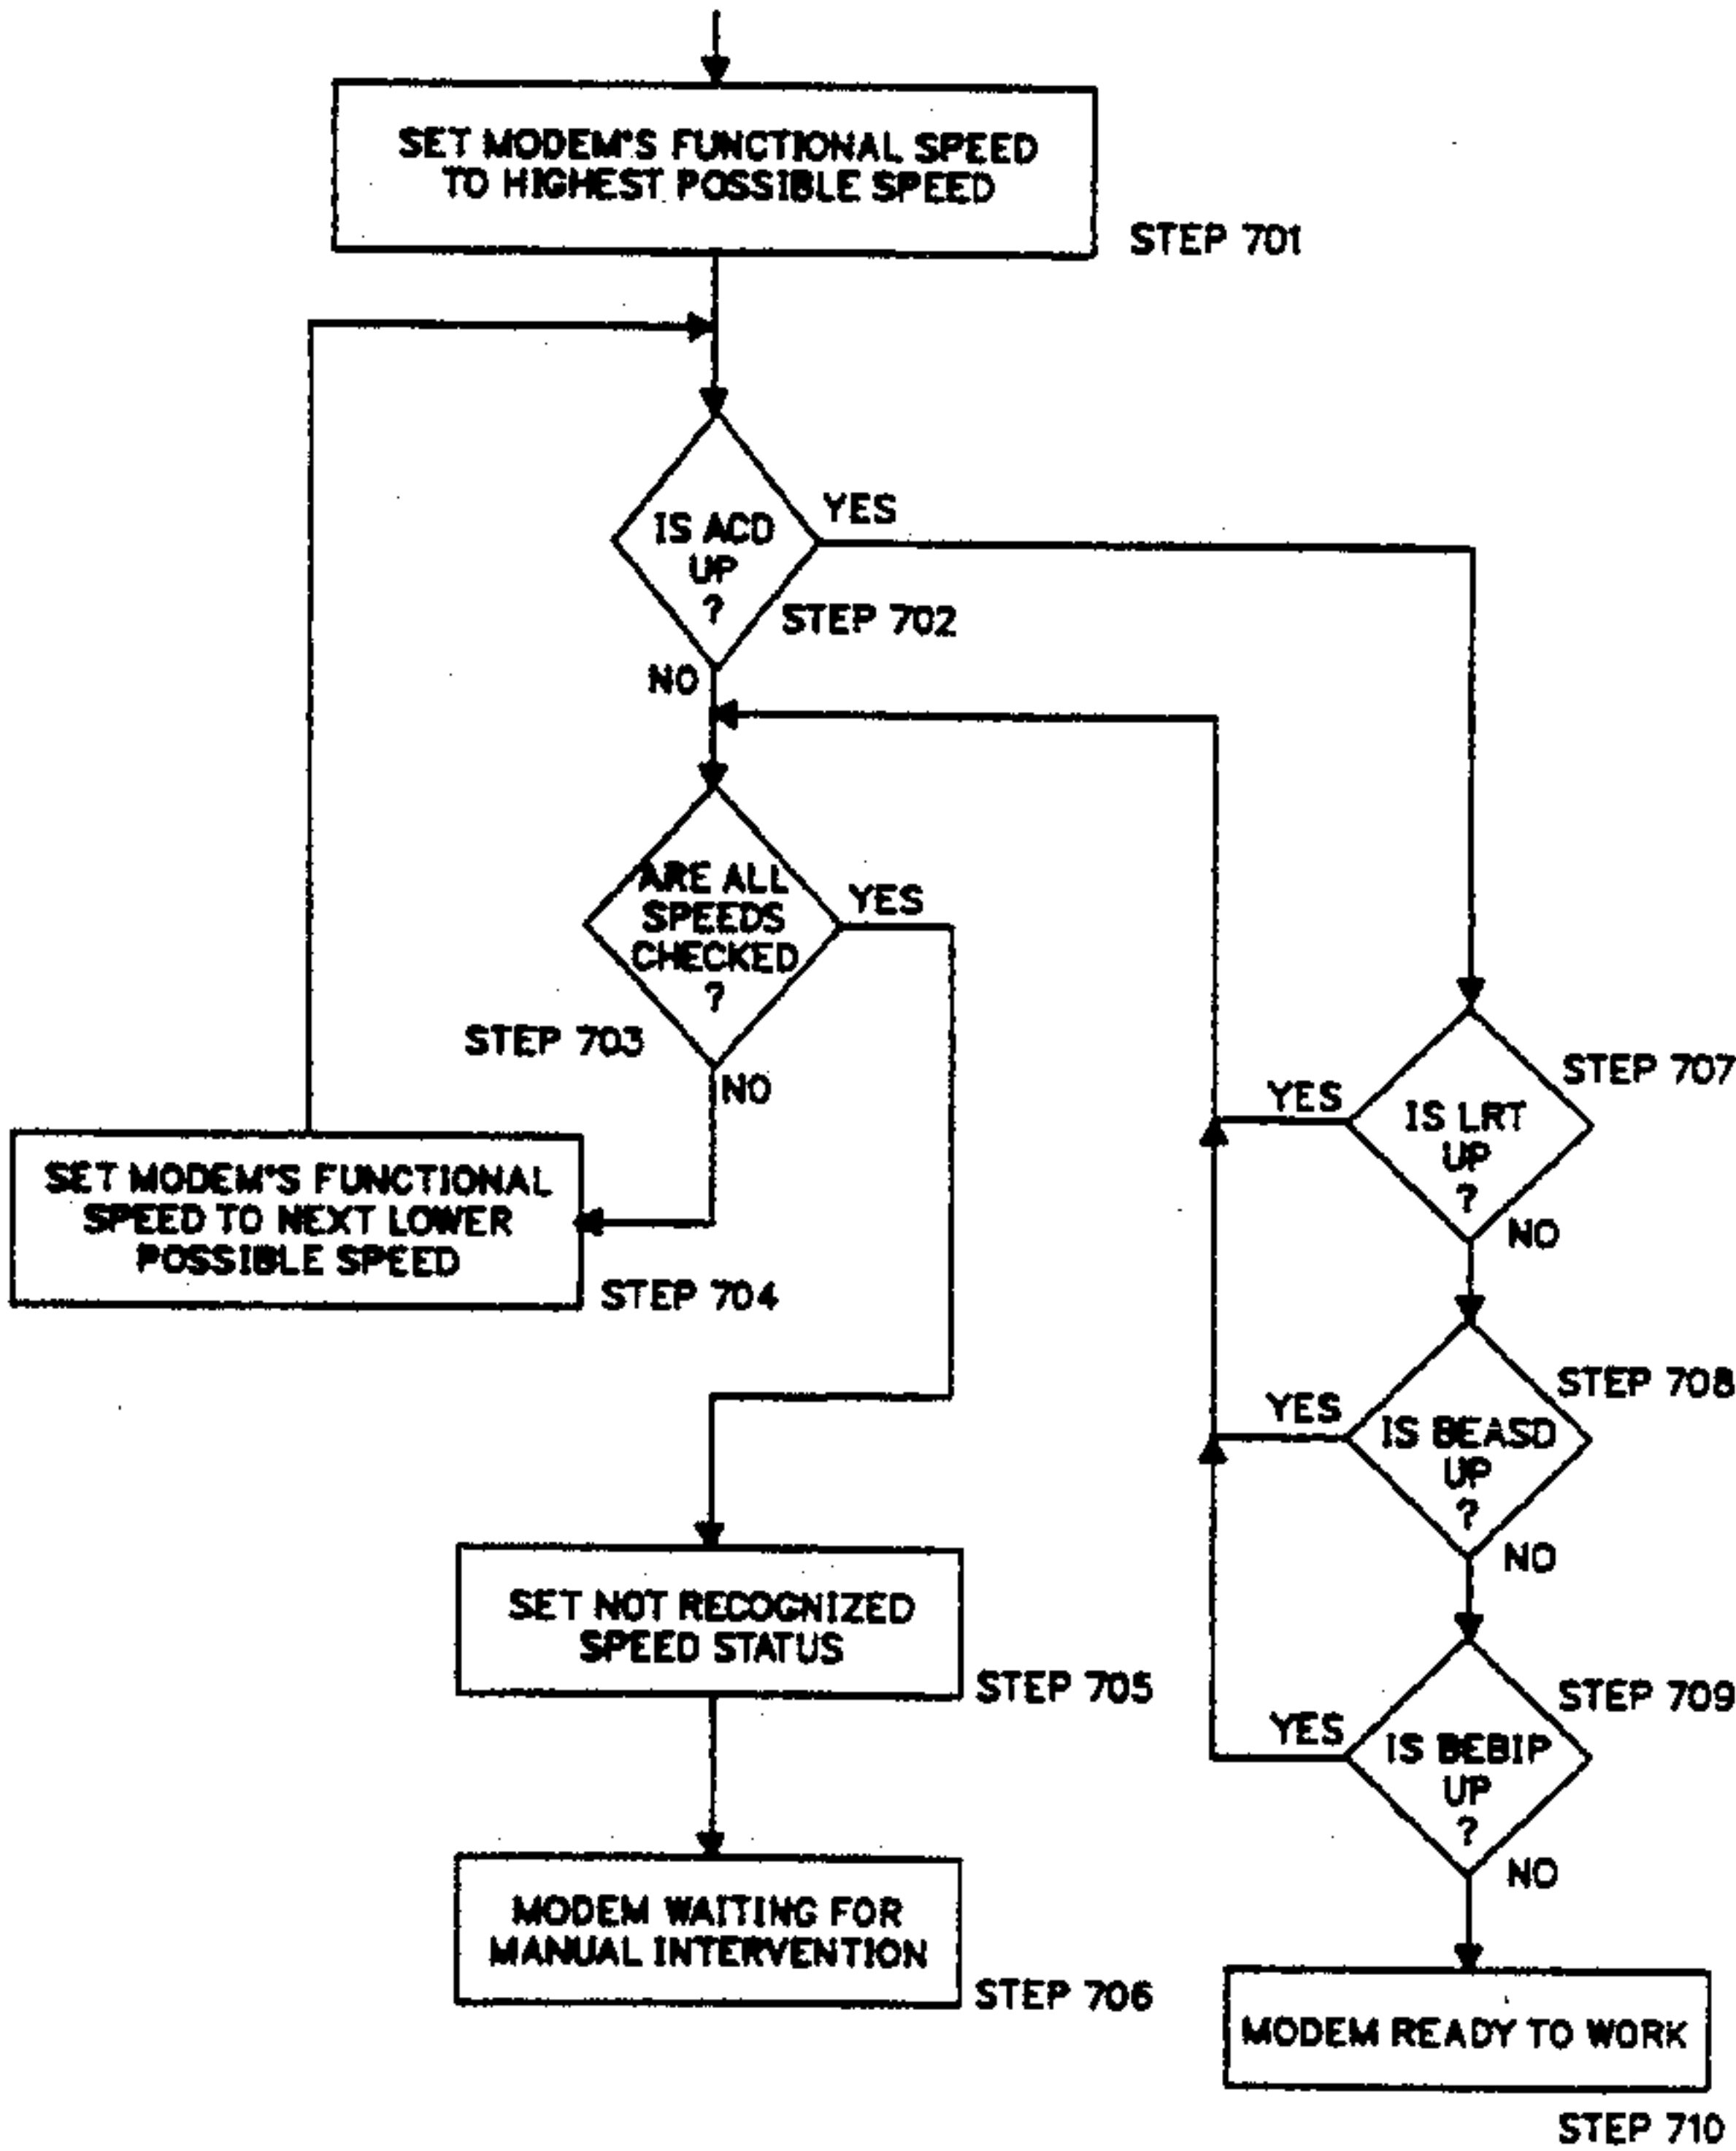 SET MODEM'S FUNCTIONAL SPEED
TO HIGHEST POSSIBLE SPEED
STEP 701
IS ACD
UP
?
YES
STEP 702
NO
ARE ALL
SPEEDS
CHECKED
?
YES
STEP 703
NO
SET MODEM'S FUNCTIONAL
SPEED TO NEXT LOWER
POSSIBLE SPEED
STEP 704
SET NOT RECOGNIZED
SPEED STATUS
STEP 705
MODEM WAITING FOR
MANUAL INTERVENTION
STEP 706
STEP 707
YES
IS LRT
UP
?
NO
STEP 708
YES
IS BEASD
UP
?
NO
STEP 709
YES
IS BEBIP
UP
?
NO
MODEM READY TO WORK
STEP 710